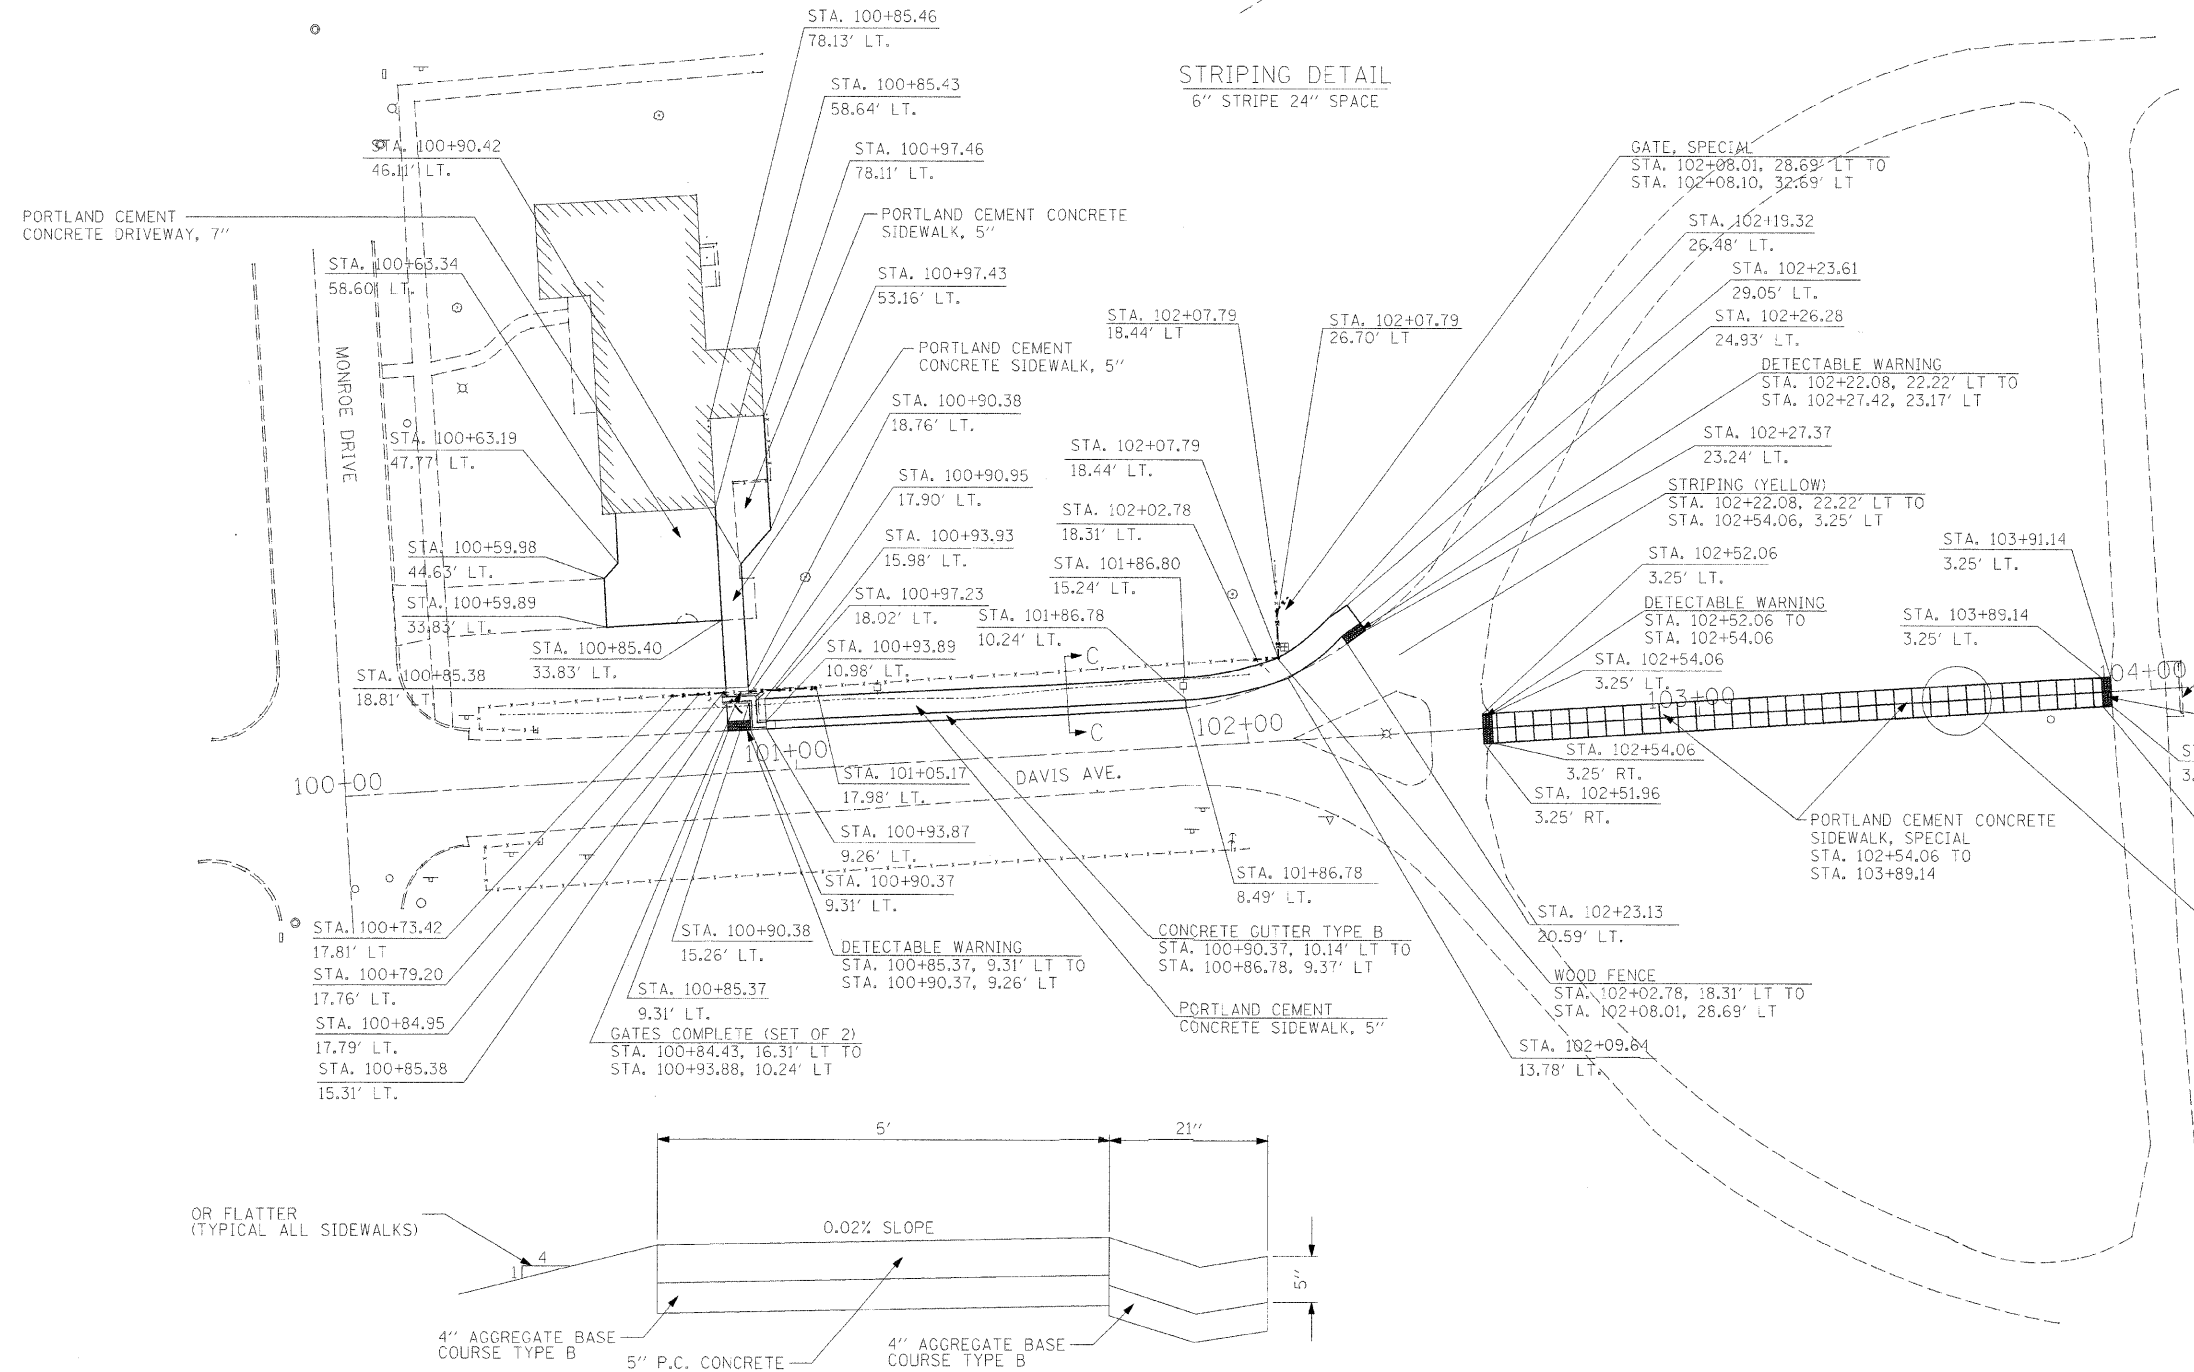 STA. 100+85.46
78.13' LT.
STRIPING DETAIL
6" STRIPE 24" SPACE
STA. 100+85.43
58.64' LT.
STA. 100+90.42
46.11' LT.
STA. 100+97.46
78.11' LT.
GATE, SPECIAL
STA. 102+08.01, 28.69' LT TO
STA. 102+08.10, 32.69' LT
PORTLAND CEMENT
CONCRETE DRIVEWAY, 7"
PORTLAND CEMENT CONCRETE
SIDEWALK, 5"
STA. 102+19.32
26.48' LT.
STA. 100+63.34
58.60' LT.
STA. 100+97.43
53.16' LT.
STA. 102+23.61
29.05' LT.
STA. 102+07.79
18.44' LT
STA. 102+07.79
26.70' LT
STA. 102+26.28
24.93' LT.
MONROE DRIVE
PORTLAND CEMENT
CONCRETE SIDEWALK, 5"
DETECTABLE WARNING
STA. 102+22.08, 22.22' LT TO
STA. 102+27.42, 23.17' LT
STA. 100+90.38
18.76' LT.
STA. 100+63.19
47.77' LT.
STA. 102+07.79
18.44' LT.
STA. 102+27.37
23.24' LT.
STA. 100+90.95
17.90' LT.
STRIPING (YELLOW)
STA. 102+22.08, 22.22' LT TO
STA. 102+54.06, 3.25' LT
STA. 102+02.78
18.31' LT.
STA. 100+59.98
44.63' LT.
STA. 100+93.93
15.98' LT.
STA. 101+86.80
15.24' LT.
STA. 102+52.06
3.25' LT.
STA. 103+91.14
3.25' LT.
STA. 100+59.89
33.83' LT.
STA. 100+97.23
18.02' LT.
STA. 101+86.78
10.24' LT.
DETECTABLE WARNING
STA. 102+52.06 TO
STA. 102+54.06
STA. 103+89.14
3.25' LT.
STA. 100+85.40
33.83' LT.
STA. 100+93.89
10.98' LT.
C
STA. 102+54.06
3.25' LT.
STA. 100+85.38
18.81' LT.
104+00
103+00
102+00
C
101+00
100+00
DAVIS AVE.
STA. 101+05.17
17.98' LT.
STA. 102+54.06
3.25' RT.
STA. 102+51.96
3.25' RT.
PORTLAND CEMENT CONCRETE
SIDEWALK, SPECIAL
STA. 102+54.06 TO
STA. 103+89.14
STA. 100+93.87
9.26' LT.
STA. 100+90.37
9.31' LT.
STA. 101+86.78
8.49' LT.
STA. 102+23.13
20.59' LT.
STA. 100+73.42
17.81' LT
STA. 100+90.38
15.26' LT.
DETECTABLE WARNING
STA. 100+85.37, 9.31' LT TO
STA. 100+90.37, 9.26' LT
CONCRETE GUTTER TYPE B
STA. 100+90.37, 10.14' LT TO
STA. 100+86.78, 9.37' LT
STA. 100+79.20
17.76' LT.
WOOD FENCE
STA. 102+02.78, 18.31' LT TO
STA. 102+08.01, 28.69' LT
STA. 100+85.37
9.31' LT.
PORTLAND CEMENT
CONCRETE SIDEWALK, 5"
STA. 100+84.95
17.79' LT.
GATES COMPLETE (SET OF 2)
STA. 100+84.43, 16.31' LT TO
STA. 100+93.88, 10.24' LT
STA. 102+09.64
13.78' LT.
STA. 100+85.38
15.31' LT.
5'
21"
OR FLATTER
(TYPICAL ALL SIDEWALKS)
0.02% SLOPE
4
1
5"
4" AGGREGATE BASE
COURSE TYPE B
5" P.C. CONCRETE
4" AGGREGATE BASE
COURSE TYPE B